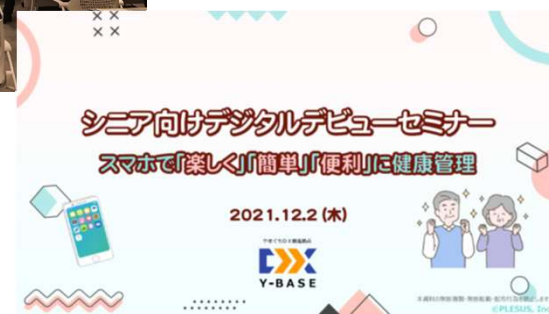 シニア向けデジタルデビューセミナー
スマホで「楽しく」「簡単」「便利」に健康管理
2021.12.2 (木)
Y-BASE
©PLESUS, Inc